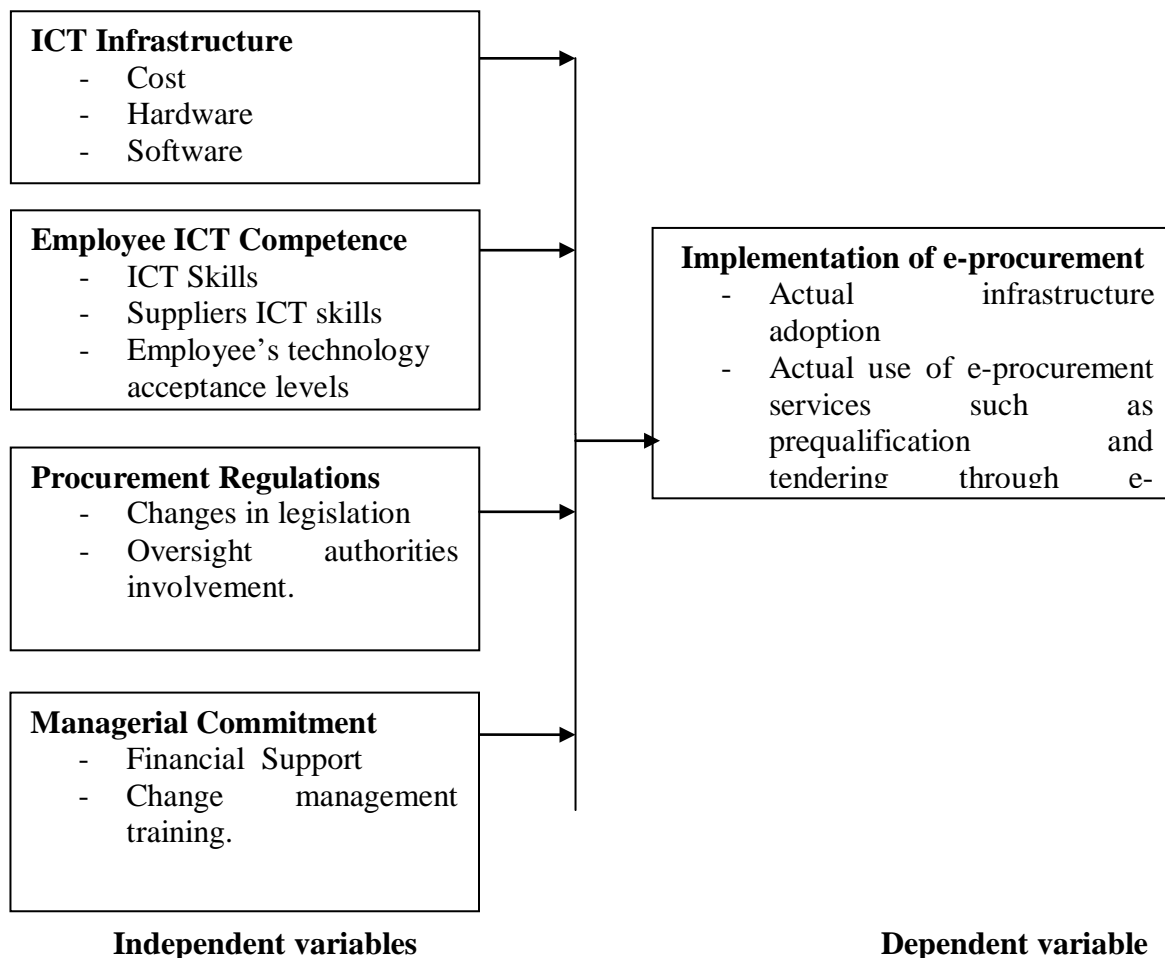 ICT Infrastructure
- Cost
- Hardware
- Software
Employee ICT Competence
- ICT Skills
- Suppliers ICT skills
- Employee’s technology
acceptance levels
Procurement Regulations
- Changes in legislation
- Oversight authorities
involvement.
Managerial Commitment
- Financial Support
- Change management
training.
Independent variables
Implementation of e-procurement
- Actual infrastructure
adoption
- Actual use of e-procurement
services such as
prequalification and
tendering through e-
Dependent variable